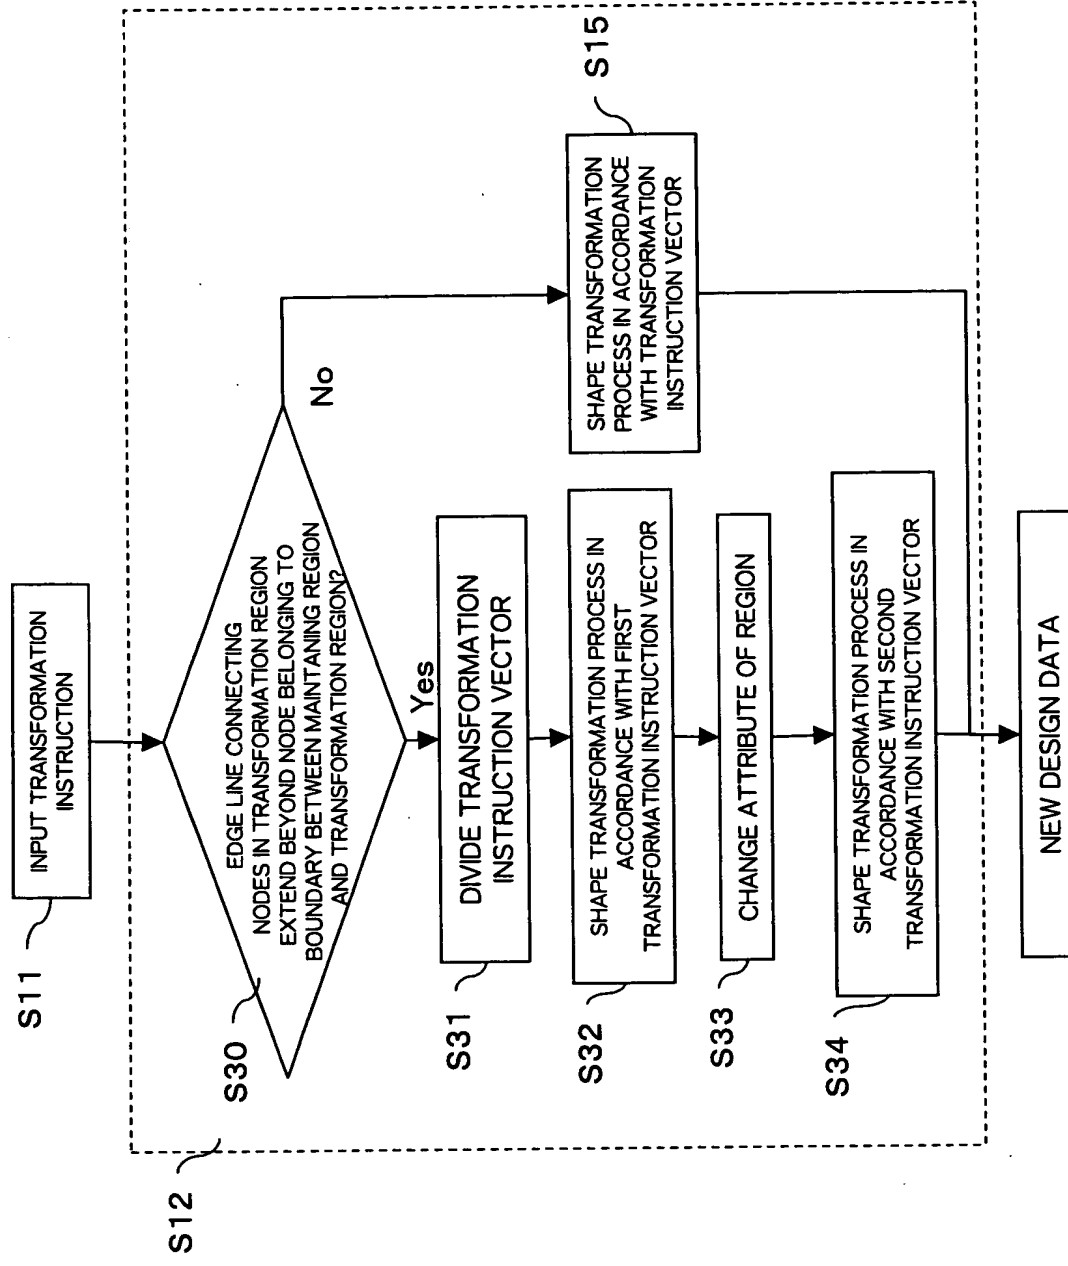 S11
INPUT TRANSFORMATION
INSTRUCTION
S12
S30
EDGE LINE CONNECTING
NODES IN TRANSFORMATION REGION
EXTEND BEYOND NODE BELONGING TO
BOUNDARY BETWEEN MAINTANING REGION
AND TRANSFORMATION REGION?
No
Yes
S31
DIVIDE TRANSFORMATION
INSTRUCTION VECTOR
S15
SHAPE TRANSFORMATION
PROCESS IN ACCORDANCE
WITH TRANSFORMATION
INSTRUCTION VECTOR
S32
SHAPE TRANSFORMATION PROCESS IN
ACCORDANCE WITH FIRST
TRANSFORMATION INSTRUCTION VECTOR
S33
CHANGE ATTRIBUTE OF REGION
S34
SHAPE TRANSFORMATION PROCESS IN
ACCORDANCE WITH SECOND
TRANSFORMATION INSTRUCTION VECTOR
NEW DESIGN DATA